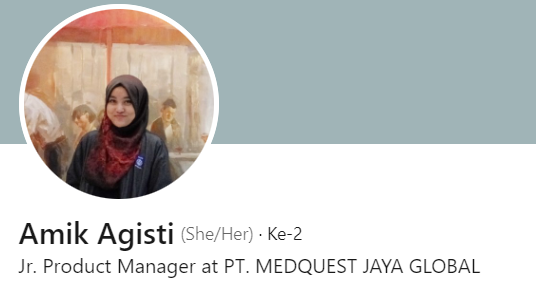 Amik Agisti (She/Her) · Ke-2
Jr. Product Manager at PT. MEDQUEST JAYA GLOBAL